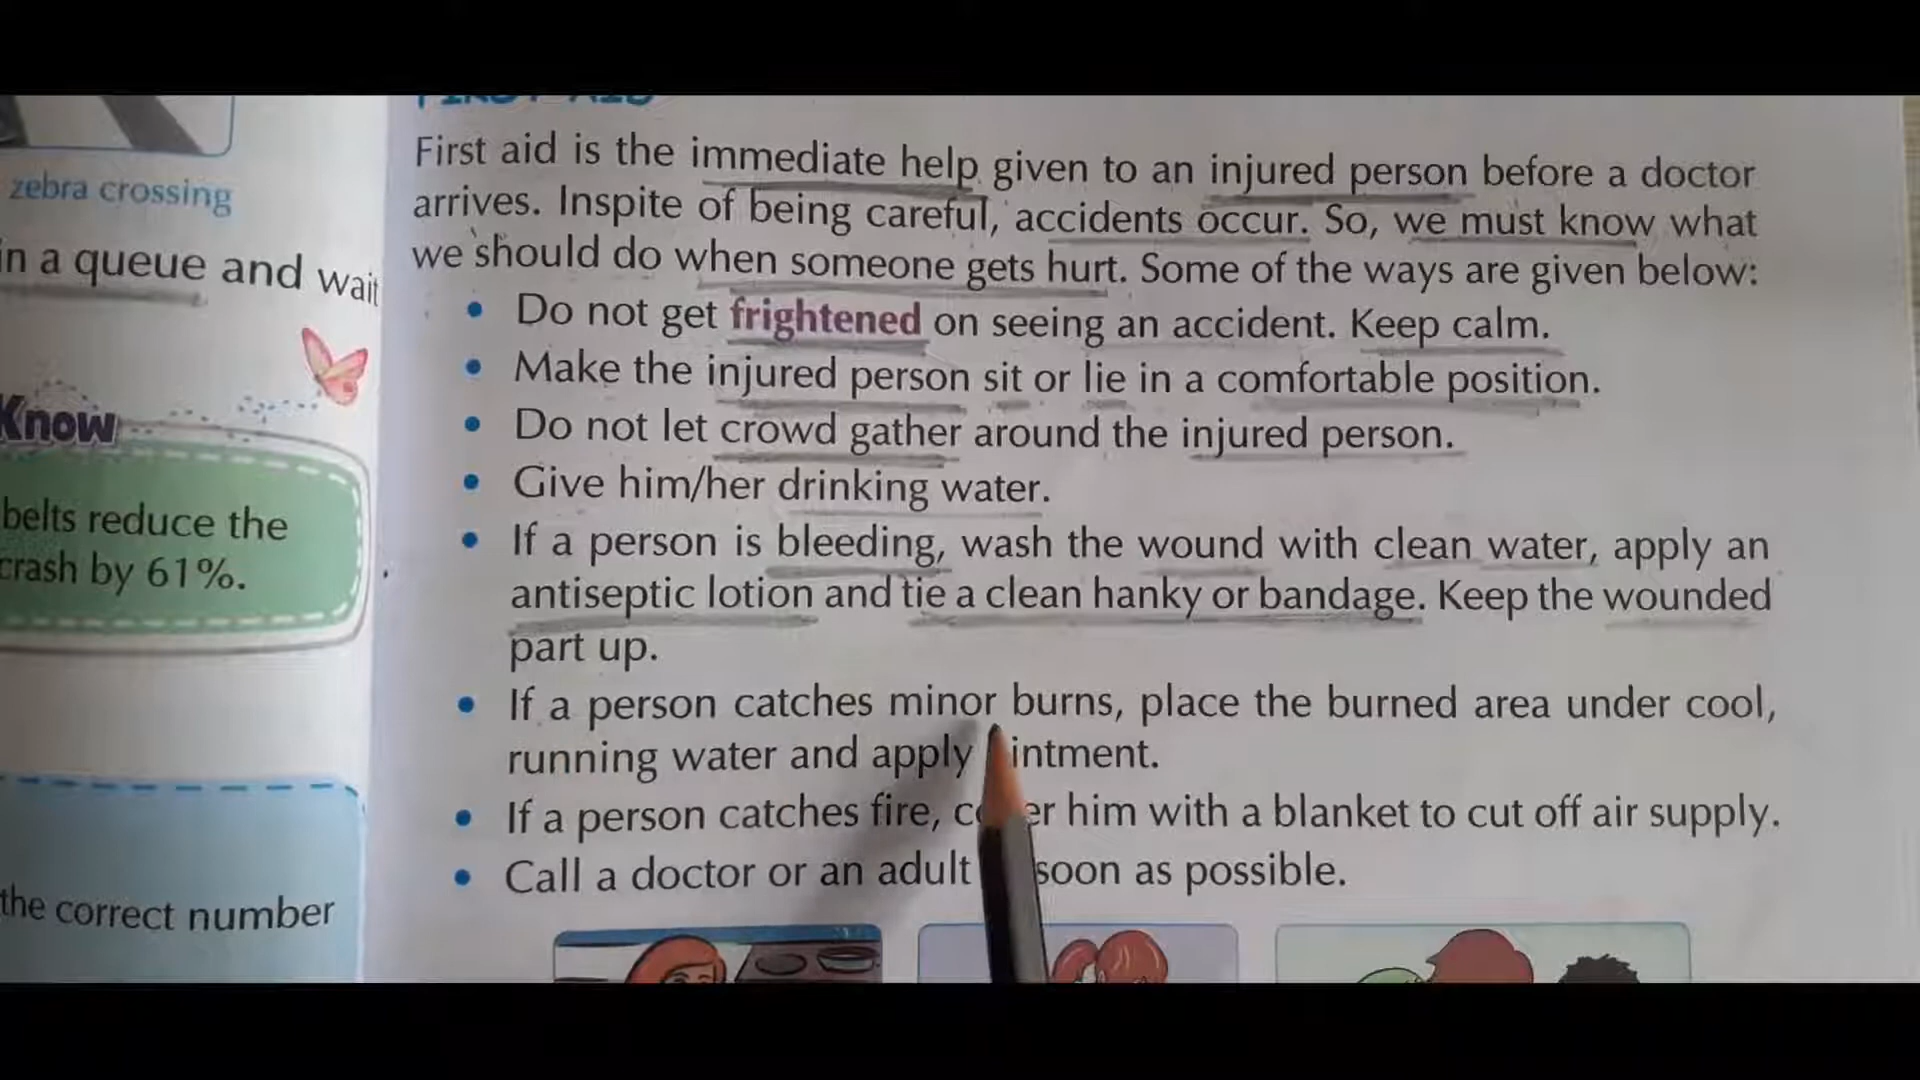 zebra crossing
in a queue and wait
Know
belts reduce the
crash by 61%.
the correct number
FIRST AID
First aid is the immediate help given to an injured person before a doctor
arrives. Inspite of being careful, accidents occur. So, we must know what
we should do when someone gets hurt. Some of the ways are given below:
• Do not get frightened on seeing an accident. Keep calm.
• Make the injured person sit or lie in a comfortable position.
• Do not let crowd gather around the injured person.
• Give him/her drinking water.
• If a person is bleeding, wash the wound with clean water, apply an
antiseptic lotion and tie a clean hanky or bandage. Keep the wounded
part up.
• If a person catches minor burns, place the burned area under cool,
running water and apply intment.
• If a person catches fire, c er him with a blanket to cut off air supply.
• Call a doctor or an adult soon as possible.